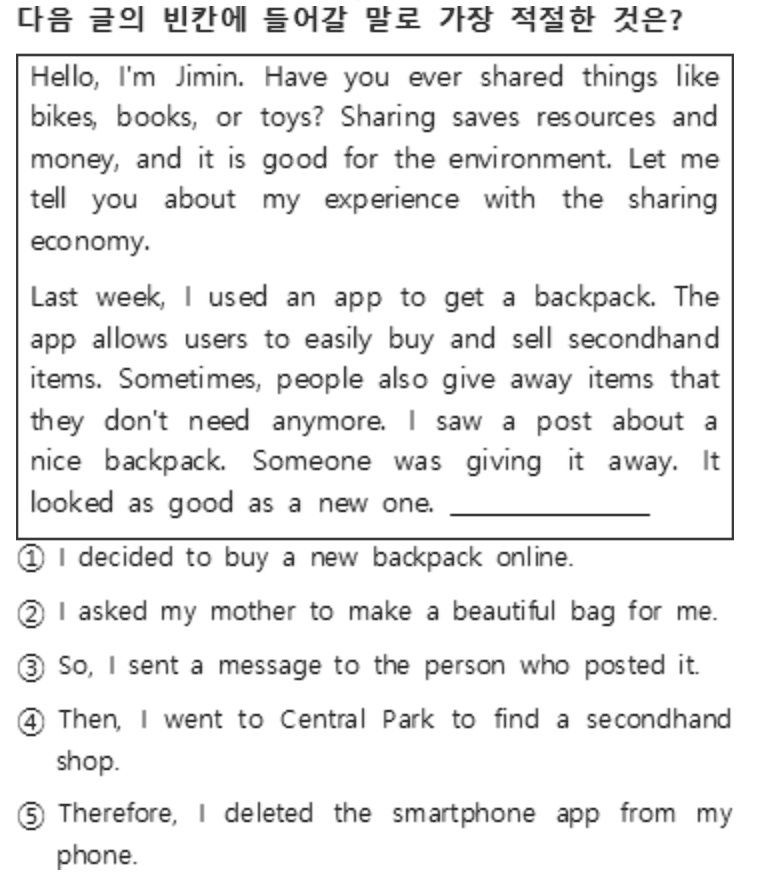 다음 글의 빈칸에 들어갈 말로 가장 적절한 것은?
Hello, I'm Jimin. Have you ever shared things like
bikes, books, or toys? Sharing saves resources and
money, and it is good for the environment. Let me
tell you about my experience with the sharing
economy.
Last week, I used an app to get a backpack. The
app allows users to easily buy and sell secondhand
items. Sometimes, people also give away items that
they don't need anymore. I saw a post about a
nice backpack. Someone was giving it away. It
looked as good as a new one. ____________
① I decided to buy a new backpack online.
② I asked my mother to make a beautiful bag for me.
③ So, I sent a message to the person who posted it.
④ Then, I went to Central Park to find a secondhand
shop.
⑤ Therefore, I deleted the smartphone app from my
phone.